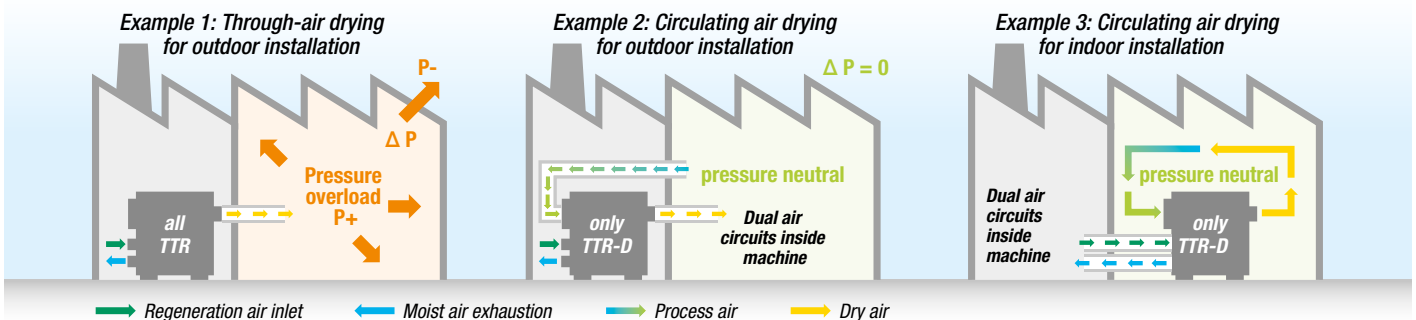 Example 1: Through-air drying
for outdoor installation
P-
Δ P
Pressure
overload
P+
all
TTR
Example 2: Circulating air drying
for outdoor installation
Δ P = 0
pressure neutral
only
TTR-D
Dual air
circuits inside
machine
Example 3: Circulating air drying
for indoor installation
pressure neutral
Dual air
circuits
inside
machine
only
TTR-D
Regeneration air inlet
Moist air exhaustion
Process air
Dry air